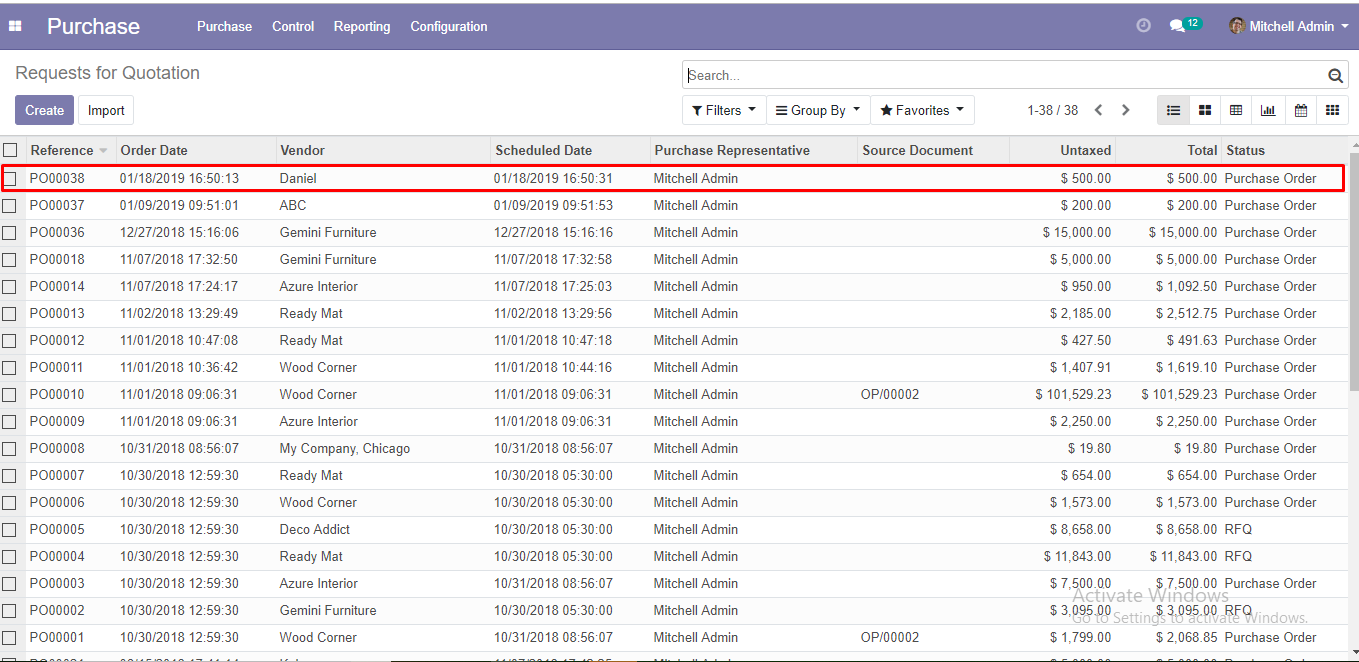 Purchase Purchase Control Reporting Configuration 12 Mitchell Admin
Requests for Quotation Search...
Create Import Filters Group By Favorites 1-38 / 38
Reference Order Date Vendor Scheduled Date Purchase Representative Source Document Untaxed Total Status
PO00038 01/18/2019 16:50:13 Daniel 01/18/2019 16:50:31 Mitchell Admin $ 500.00 $ 500.00 Purchase Order
PO00037 01/09/2019 09:51:01 ABC 01/09/2019 09:51:53 Mitchell Admin $ 200.00 $ 200.00 Purchase Order
PO00036 12/27/2018 15:16:06 Gemini Furniture 12/27/2018 15:16:16 Mitchell Admin $ 15,000.00 $ 15,000.00 Purchase Order
PO00018 11/07/2018 17:32:50 Gemini Furniture 11/07/2018 17:32:58 Mitchell Admin $ 5,000.00 $ 5,000.00 Purchase Order
PO00014 11/07/2018 17:24:17 Azure Interior 11/07/2018 17:25:03 Mitchell Admin $ 950.00 $ 1,092.50 Purchase Order
PO00013 11/02/2018 13:29:49 Ready Mat 11/02/2018 13:29:56 Mitchell Admin $ 2,185.00 $ 2,512.75 Purchase Order
PO00012 11/01/2018 10:47:08 Ready Mat 11/01/2018 10:47:18 Mitchell Admin $ 427.50 $ 491.63 Purchase Order
PO00011 11/01/2018 10:36:42 Wood Corner 11/01/2018 10:44:16 Mitchell Admin $ 1,407.91 $ 1,619.10 Purchase Order
PO00010 11/01/2018 09:06:31 Wood Corner 11/01/2018 09:06:31 Mitchell Admin OP/00002 $ 101,529.23 $ 101,529.23 Purchase Order
PO00009 11/01/2018 09:06:31 Azure Interior 11/01/2018 09:06:31 Mitchell Admin $ 2,250.00 $ 2,250.00 Purchase Order
PO00008 10/31/2018 08:56:07 My Company, Chicago 10/31/2018 08:56:07 Mitchell Admin $ 19.80 $ 19.80 Purchase Order
PO00007 10/30/2018 12:59:30 Ready Mat 10/30/2018 05:30:00 Mitchell Admin $ 654.00 $ 654.00 Purchase Order
PO00006 10/30/2018 12:59:30 Wood Corner 10/30/2018 05:30:00 Mitchell Admin $ 1,573.00 $ 1,573.00 Purchase Order
PO00005 10/30/2018 12:59:30 Deco Addict 10/30/2018 05:30:00 Mitchell Admin $ 8,658.00 $ 8,658.00 RFQ
PO00004 10/30/2018 12:59:30 Ready Mat 10/30/2018 05:30:00 Mitchell Admin $ 11,843.00 $ 11,843.00 RFQ
PO00003 10/30/2018 12:59:30 Azure Interior 10/31/2018 08:56:07 Mitchell Admin $ 7,500.00 $ 7,500.00 Purchase Order
Activate Windows
PO00002 10/30/2018 12:59:30 Gemini Furniture 10/30/2018 05:30:00 Mitchell Admin $ 3,095.00 $ 3,095.00 RFQ
Go to Settings to activate Windows.
PO00001 10/30/2018 12:59:30 Wood Corner 10/31/2018 08:56:07 Mitchell Admin OP/00002 $ 1,799.00 $ 2,068.85 Purchase Order